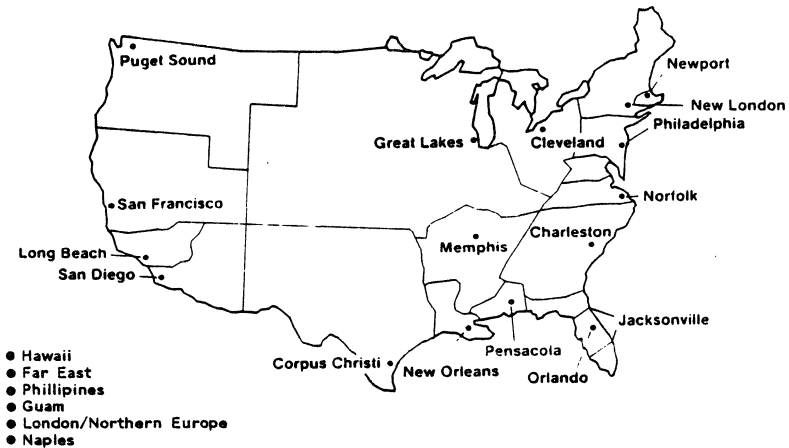 Puget Sound
Newport
New London
Philadelphia
Great Lakes
Cleveland
San Francisco
Norfolk
Charleston
Memphis
Long Beach
San Diego
Jacksonville
Pensacola
Corpus Christi
New Orleans
Orlando
Hawaii
Far East
Phillipines
Guam
London/Northern Europe
Naples